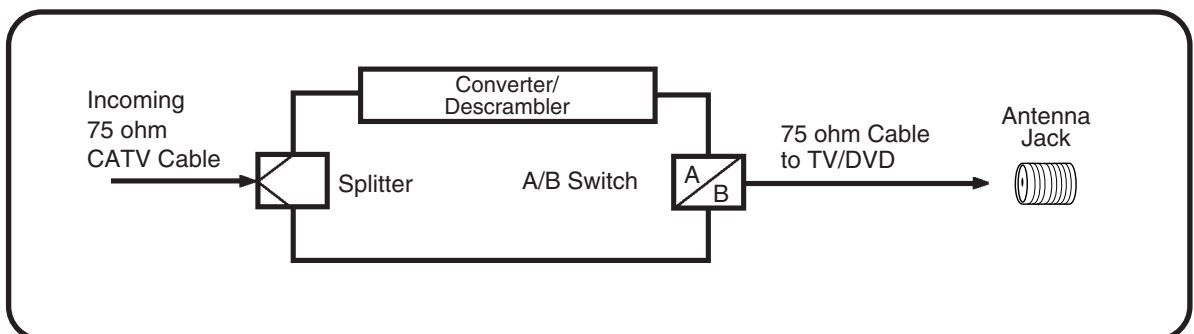 Converter/
Descrambler
Incoming
75 ohm
CATV Cable
Splitter
A/B Switch
A
B
75 ohm Cable
to TV/DVD
Antenna
Jack